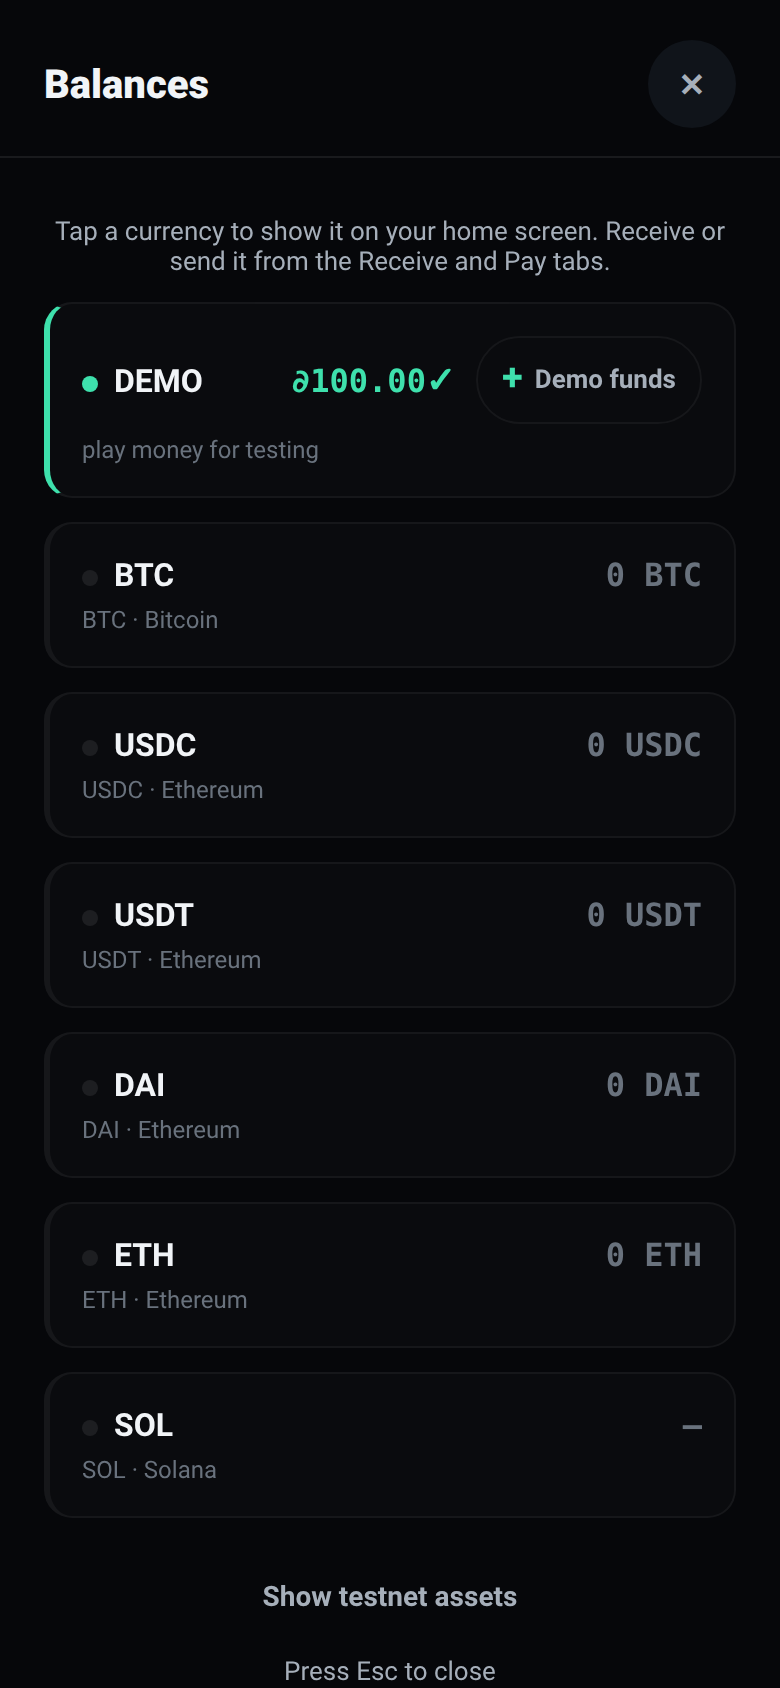 Balances
✕
Tap a currency to show it on your home screen. Receive or
send it from the Receive and Pay tabs.
DEMO ∂100.00✓ + Demo funds
play money for testing
BTC 0 BTC
BTC · Bitcoin
USDC 0 USDC
USDC · Ethereum
USDT 0 USDT
USDT · Ethereum
DAI 0 DAI
DAI · Ethereum
ETH 0 ETH
ETH · Ethereum
SOL —
SOL · Solana
Show testnet assets
Press Esc to close